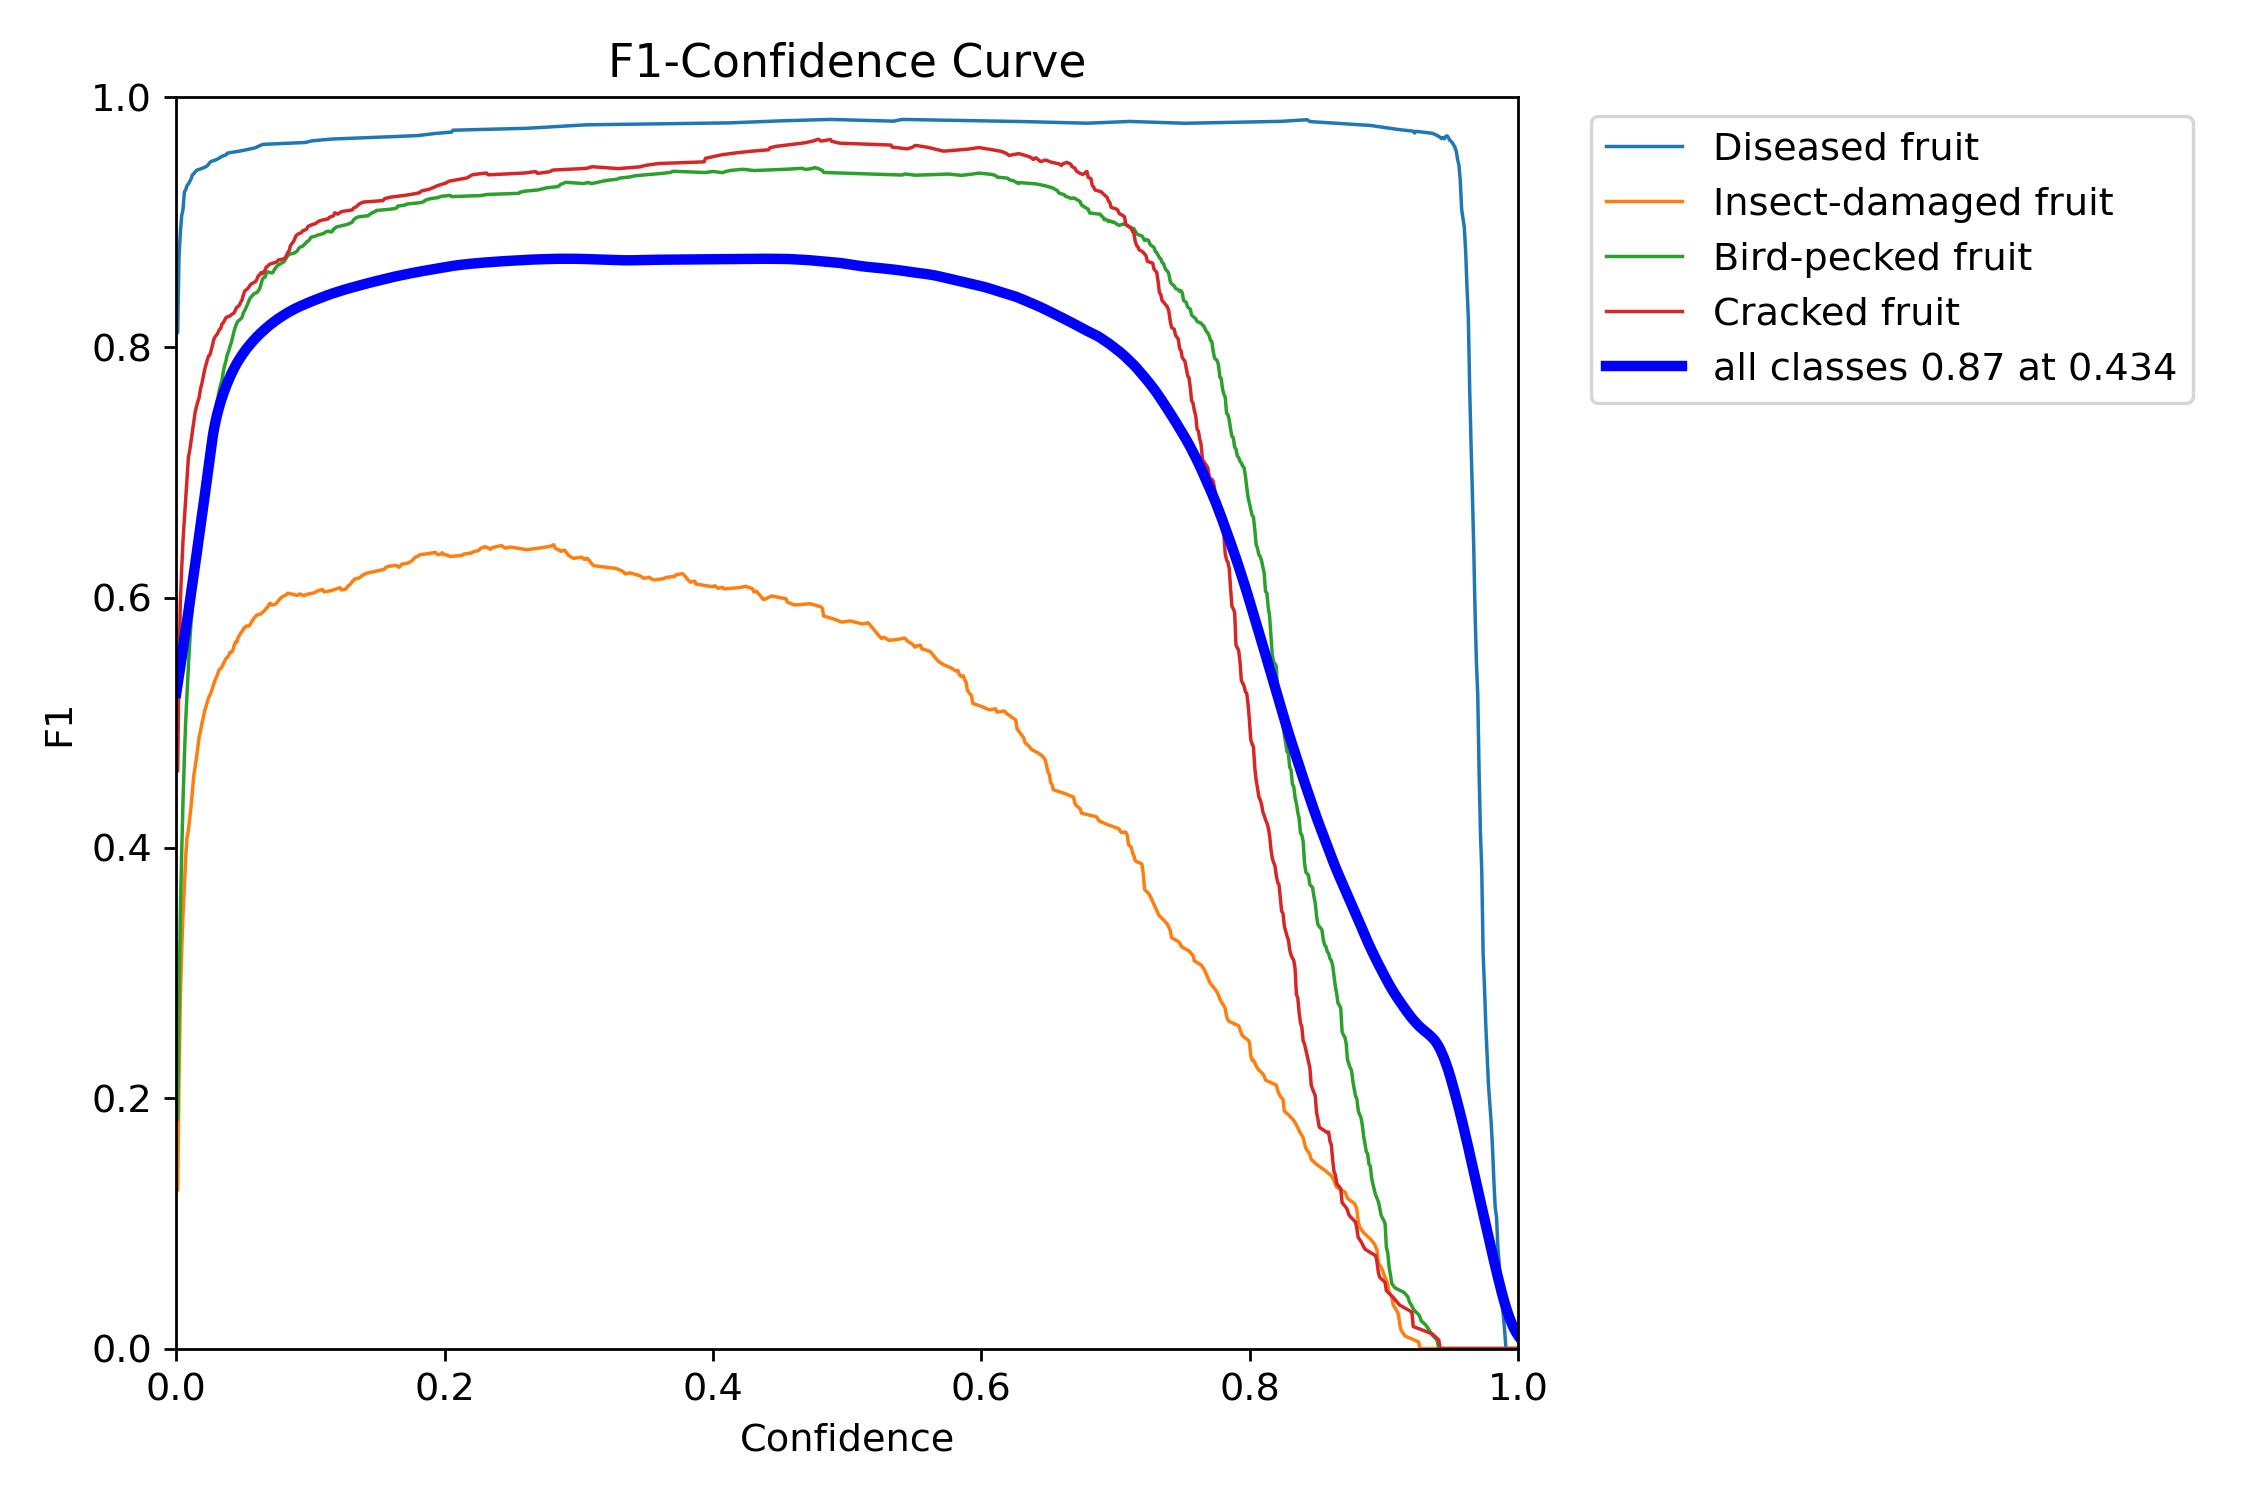 F1-Confidence Curve
1.0
0.8
0.6
0.4
0.2
0.0
F1
0.0 0.2 0.4 0.6 0.8 1.0
Confidence
Diseased fruit
Insect-damaged fruit
Bird-pecked fruit
Cracked fruit
all classes 0.87 at 0.434